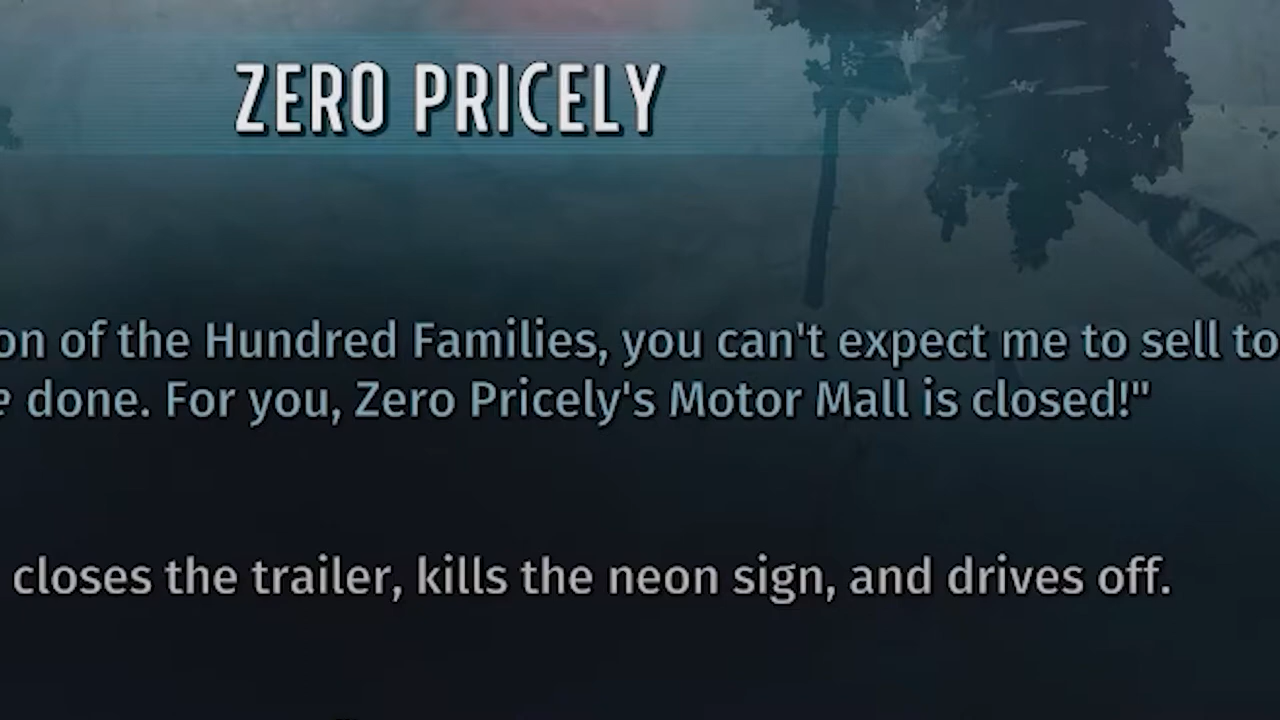 ZERO PRICELY
on of the Hundred Families, you can't expect me to sell to
done. For you, Zero Pricely's Motor Mall is closed!"
closes the trailer, kills the neon sign, and drives off.